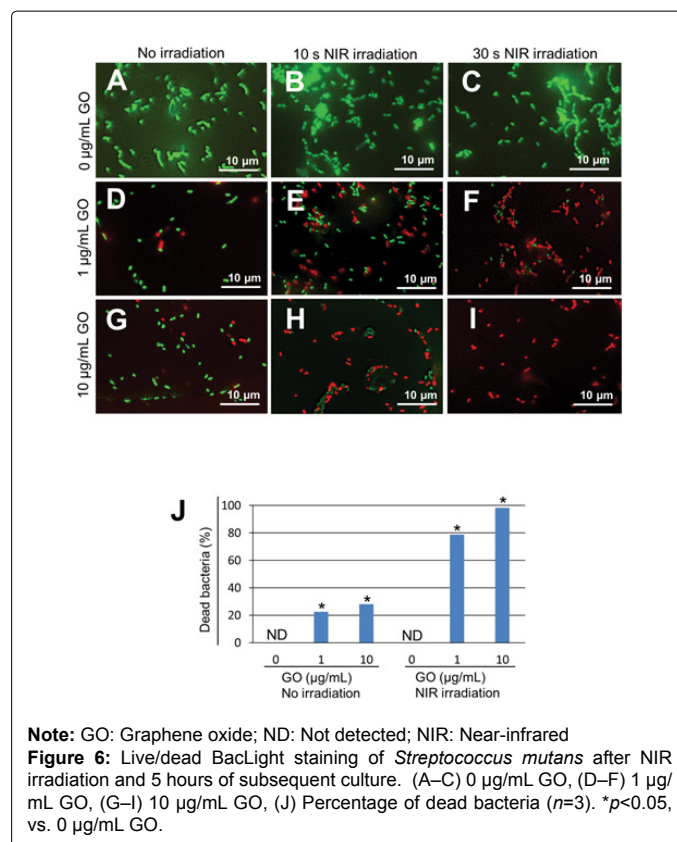 No irradiation 10 s NIR irradiation 30 s NIR irradiation
0 µg/mL GO
A
10 µm
B
10 µm
C
10 µm
1 µg/mL GO
D
10 µm
E
10 µm
F
10 µm
10 µg/mL GO
G
10 µm
H
10 µm
I
10 µm
J
Dead bacteria (%)
100
80
60
40
20
0
ND
*
*
ND
*
*
0 1 10 0 1 10
GO (µg/mL) GO (µg/mL)
No irradiation NIR irradiation
Note: GO: Graphene oxide; ND: Not detected; NIR: Near-infrared
Figure 6: Live/dead BacLight staining of Streptococcus mutans after NIR
irradiation and 5 hours of subsequent culture. (A–C) 0 µg/mL GO, (D–F) 1 µg/
mL GO, (G–I) 10 µg/mL GO, (J) Percentage of dead bacteria (n=3). *p<0.05,
vs. 0 µg/mL GO.